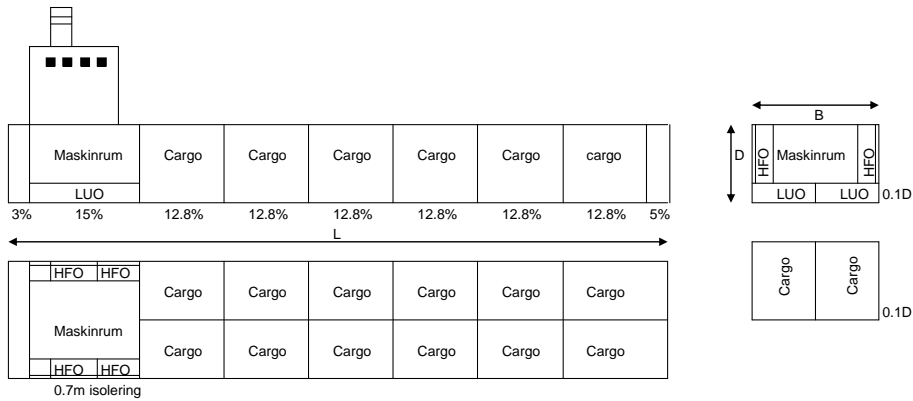 B
D
HFO Maskinrum HFO
LUO LUO 0.1D
Maskinrum Cargo Cargo Cargo Cargo Cargo cargo
LUO
3% 15% 12.8% 12.8% 12.8% 12.8% 12.8% 12.8% 5%
L
HFO HFO
Cargo Cargo Cargo Cargo Cargo Cargo
Maskinrum
Cargo Cargo Cargo Cargo Cargo Cargo
HFO HFO
0.7m isolering
Cargo Cargo
0.1D